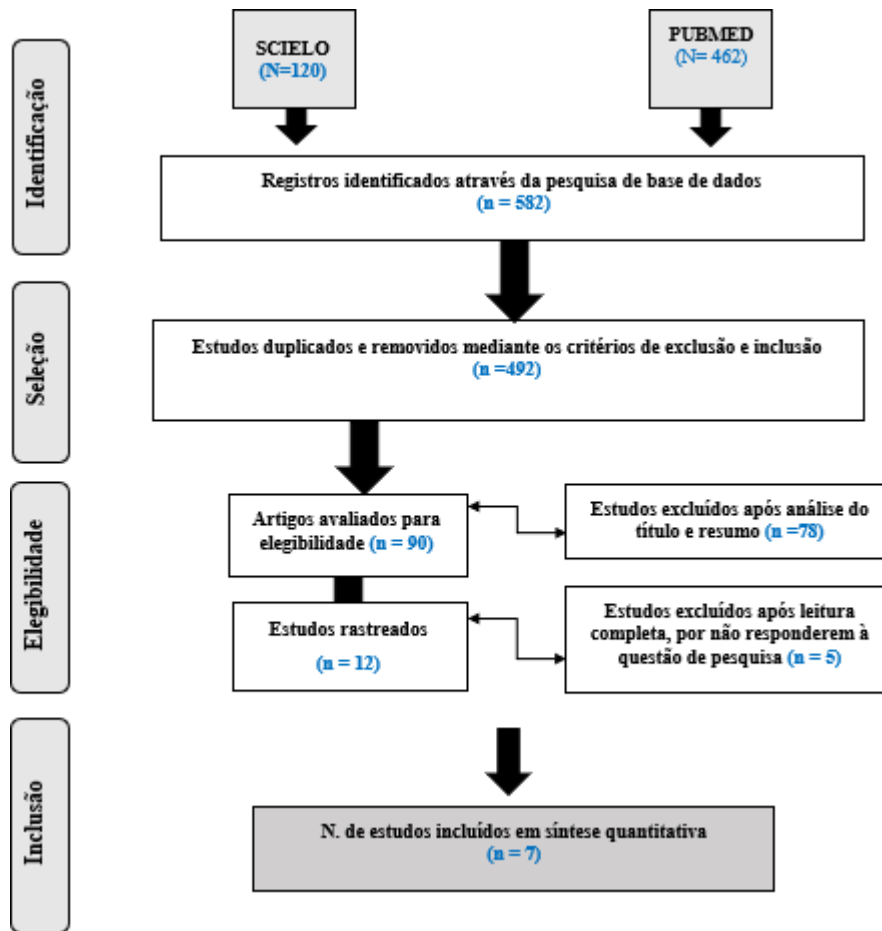 SCIELO
(N=120)
PUBMED
(N= 462)
Identificação
Registros identificados através da pesquisa de base de dados
(n = 582)
Seleção
Estudos duplicados e removidos mediante os critérios de exclusão e inclusão
(n =492)
Elegibilidade
Artigos avaliados para
elegibilidade (n = 90)
Estudos excluídos após análise do
título e resumo (n =78)
Estudos rastreados
(n = 12)
Estudos excluídos após leitura
completa, por não responderem à
questão de pesquisa (n = 5)
Inclusão
N. de estudos incluídos em síntese quantitativa
(n = 7)